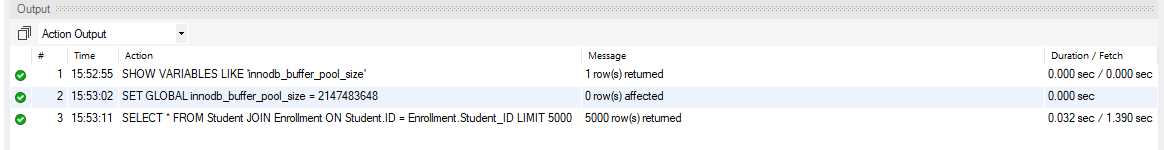 Output
Action Output
# Time Action Message Duration / Fetch
1 15:52:55 SHOW VARIABLES LIKE 'innodb_buffer_pool_size' 1 row(s) returned 0.000 sec / 0.000 sec
2 15:53:02 SET GLOBAL innodb_buffer_pool_size = 2147483648 0 row(s) affected 0.000 sec
3 15:53:11 SELECT * FROM Student JOIN Enrollment ON Student.ID = Enrollment.Student_ID LIMIT 5000 5000 row(s) returned 0.032 sec / 1.390 sec